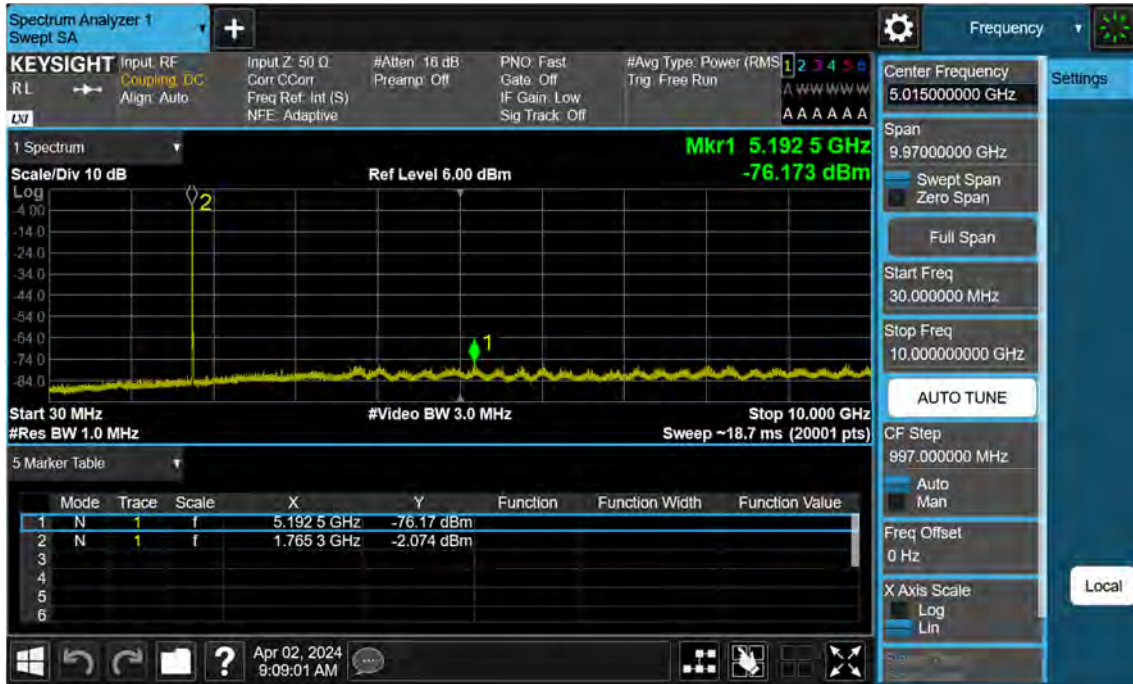 Spectrum Analyzer 1
Swept SA
+
Frequency
KEYSIGHT
RL
LXI
Input: RF
Coupling: DC
Align: Auto
Input Z: 50 Ω
Corr CCorr
Freq Ref: Int (S)
NFE: Adaptive
#Atten: 16 dB
Preamp: Off
PNO: Fast
Gate: Off
IF Gain: Low
Sig Track: Off
#Avg Type: Power (RMS
Trig: Free Run
1 2 3 4 5 6
A W W W W W
A A A A A A
Center Frequency
5.015000000 GHz
Settings
1 Spectrum
Mkr1 5.192 5 GHz
-76.173 dBm
Scale/Div 10 dB
Ref Level 6.00 dBm
Log
-4.00
-14.0
-24.0
-34.0
-44.0
-54.0
-64.0
-74.0
-84.0
2
1
Start 30 MHz
#Video BW 3.0 MHz
Stop 10.000 GHz
#Res BW 1.0 MHz
Sweep ~18.7 ms (20001 pts)
Span
9.97000000 GHz
Swept Span
Zero Span
Full Span
Start Freq
30.000000 MHz
Stop Freq
10.000000000 GHz
AUTO TUNE
CF Step
997.000000 MHz
Auto
Man
Freq Offset
0 Hz
X Axis Scale
Log
Lin
Local
5 Marker Table
Mode Trace Scale X Y Function Function Width Function Value
1 N 1 f 5.192 5 GHz -76.17 dBm
2 N 1 f 1.765 3 GHz -2.074 dBm
3
4
5
6
?
Apr 02, 2024
9:09:01 AM